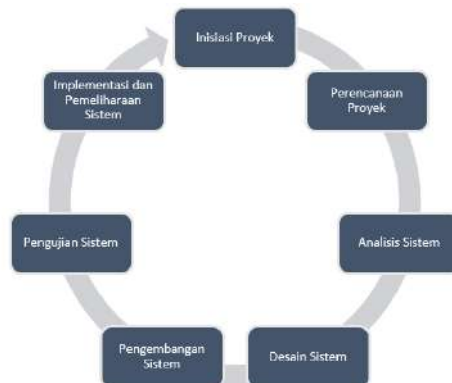 Inisiasi Proyek
Perencanaan
Proyek
Analisis Sistem
Desain Sistem
Pengembangan
Sistem
Pengujian Sistem
Implementasi dan
Pemeliharaan
Sistem